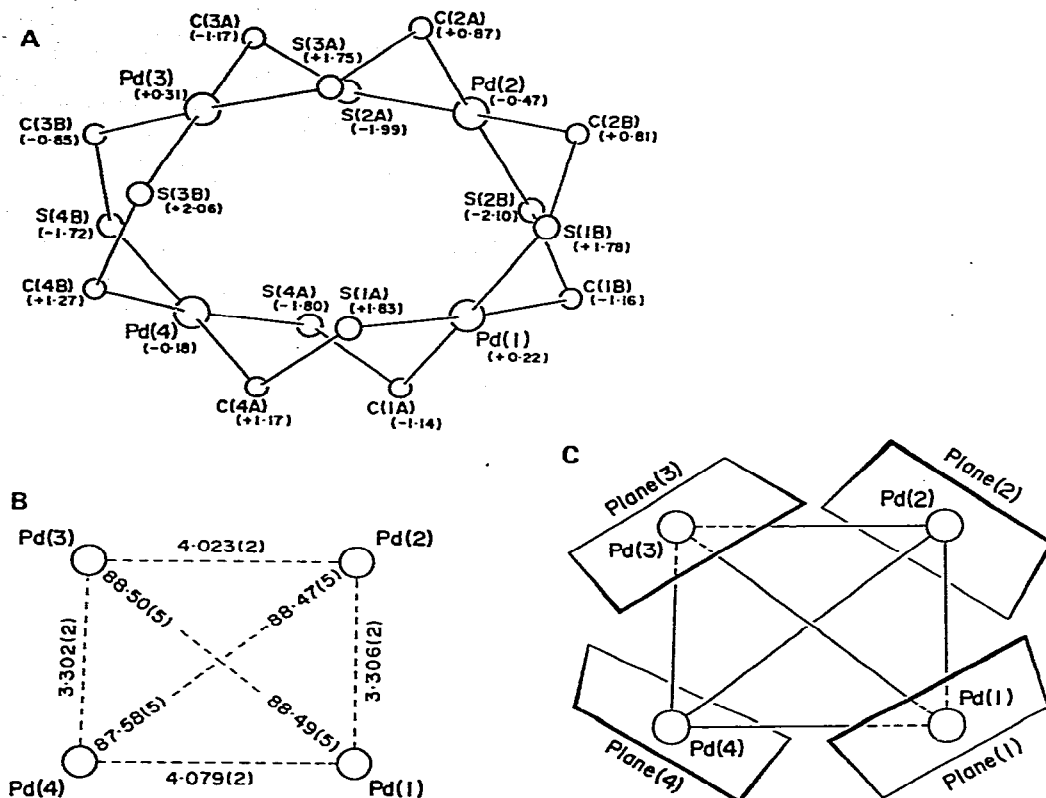 A
C(3A)
(-1·17)
C(2A)
(+0·87)
S(3A)
(+1·75)
Pd(3)
(+0·31)
Pd(2)
(-0·47)
S(2A)
(-1·99)
C(3B)
(-0·85)
C(2B)
(+0·81)
S(3B)
(+2·06)
S(2B)
(-2·10)
S(4B)
(-1·72)
S(1B)
(+1·78)
C(4B)
(+1·27)
S(4A)
(-1·80)
S(1A)
(+1·83)
C(1B)
(-1·16)
Pd(4)
(-0·18)
Pd(1)
(+0·22)
C(4A)
(+1·17)
C(1A)
(-1·14)
B
Pd(3)
Pd(2)
4·023(2)
88·50(5)
88·47(5)
3·302(2)
3·306(2)
87·58(5)
88·49(5)
Pd(4)
4·079(2)
Pd(1)
C
Plane(3)
Plane(2)
Pd(2)
Pd(3)
Pd(1)
Pd(4)
Plane(4)
Plane(1)